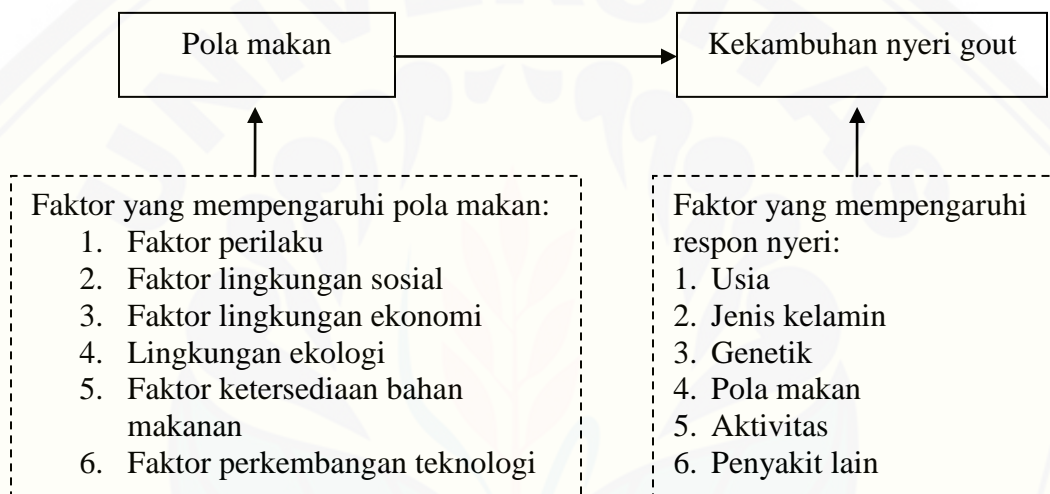 Pola makan
Kekambuhan nyeri gout
Faktor yang mempengaruhi pola makan:
1. Faktor perilaku
2. Faktor lingkungan sosial
3. Faktor lingkungan ekonomi
4. Lingkungan ekologi
5. Faktor ketersediaan bahan
makanan
6. Faktor perkembangan teknologi
Faktor yang mempengaruhi
respon nyeri:
1. Usia
2. Jenis kelamin
3. Genetik
4. Pola makan
5. Aktivitas
6. Penyakit lain
UNIVERSITAS